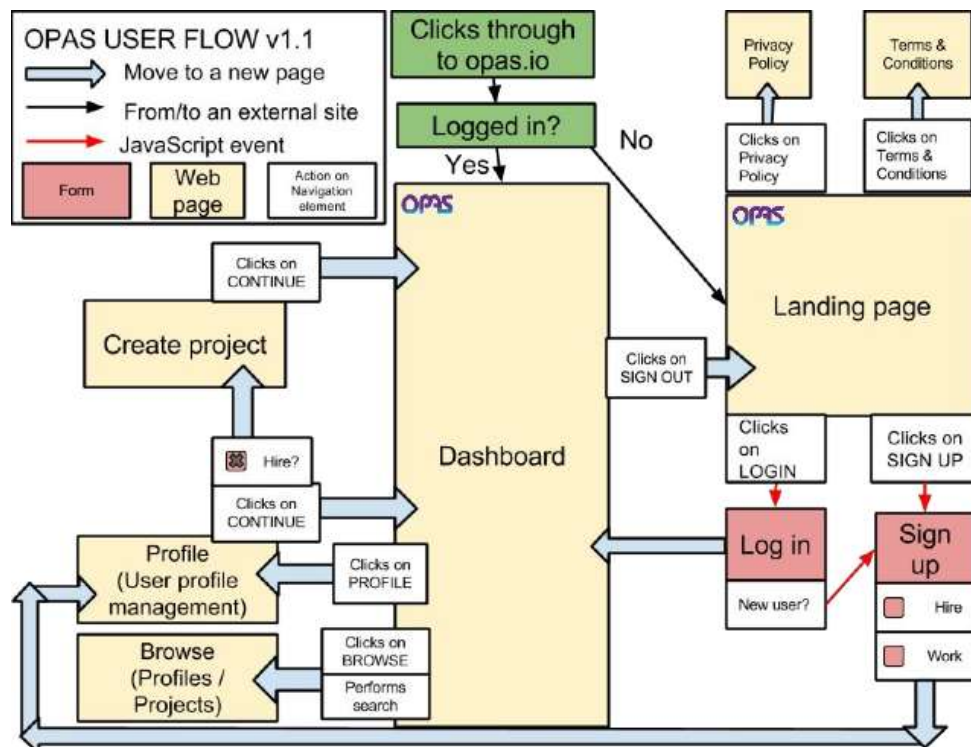 OPAS USER FLOW v1.1
Move to a new page
From/to an external site
JavaScript event
Form
Web
page
Action on
Navigation
element
Clicks through
to opas.io
Logged in?
Yes
No
Privacy
Policy
Terms &
Conditions
Clicks on
Privacy
Policy
Clicks on
Terms &
Conditions
OPAS
OPAS
Clicks on
CONTINUE
Create project
Landing page
Clicks on
SIGN OUT
Dashboard
Hire?
Clicks on
CONTINUE
Clicks
on
LOGIN
Clicks on
SIGN UP
Profile
(User profile
management)
Clicks on
PROFILE
Log in
New user?
Sign
up
Hire
Work
Browse
(Profiles /
Projects)
Clicks on
BROWSE
Performs
search